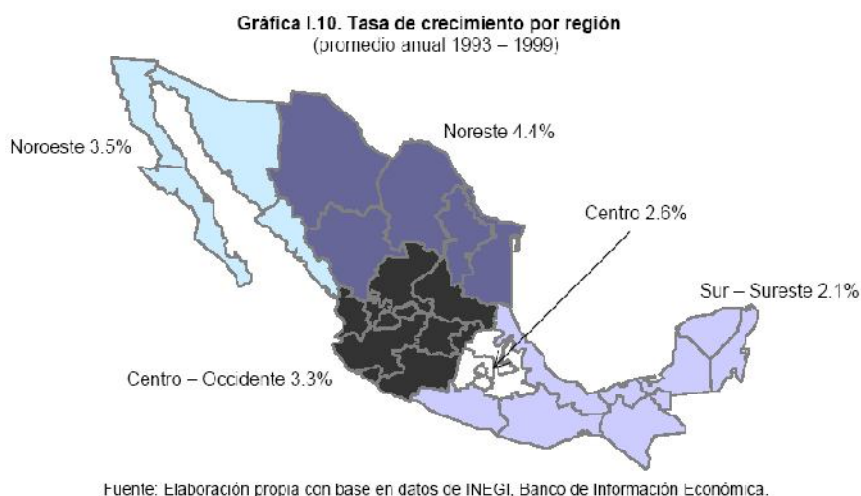 Gráfica I.10. Tasa de crecimiento por región
(promedio anual 1993 – 1999)
Noroeste 3.5%
Noreste 4.4%
Centro 2.6%
Sur – Sureste 2.1%
Centro – Occidente 3.3%
Fuente: Elaboración propia con base en datos de INEGI, Banco de Información Económica.